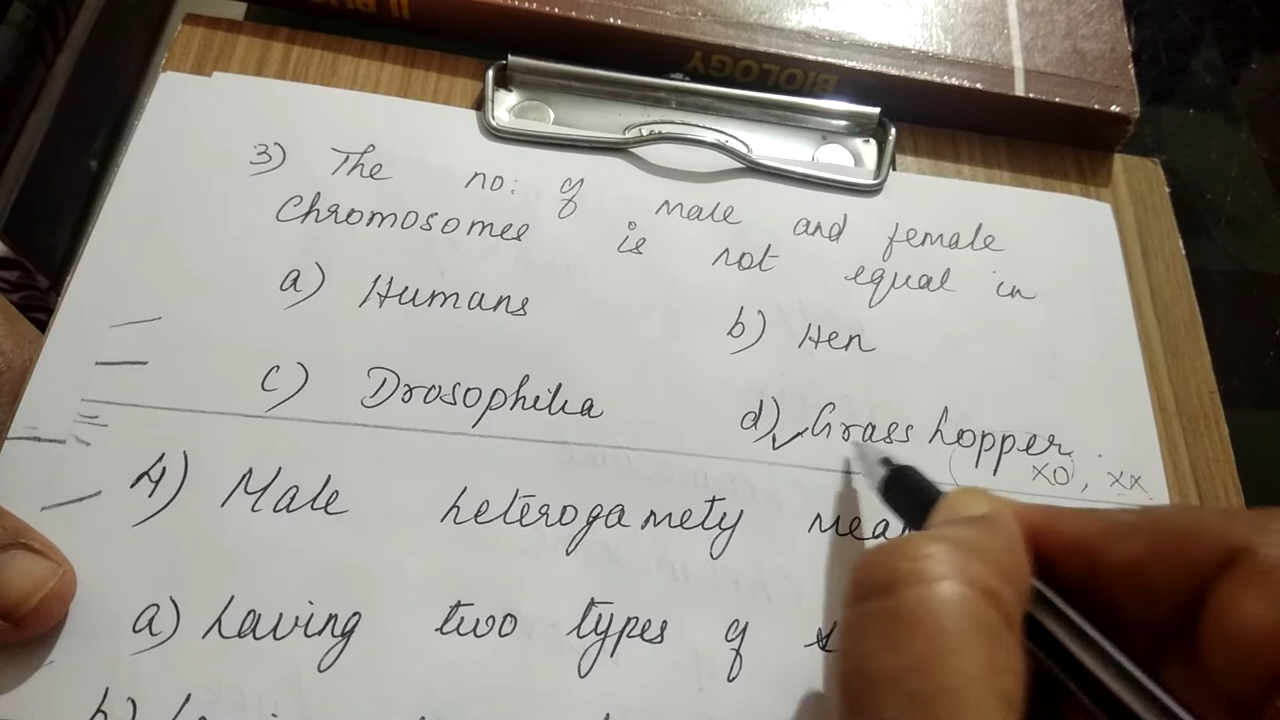 BIOLOGY
3) The no: of male and female
chromosomes is not equal in
a) Humans
b) Hen
c) Drosophila
d) Grass hopper
(XO), XX
4) Male heterogamety
a) having two types of